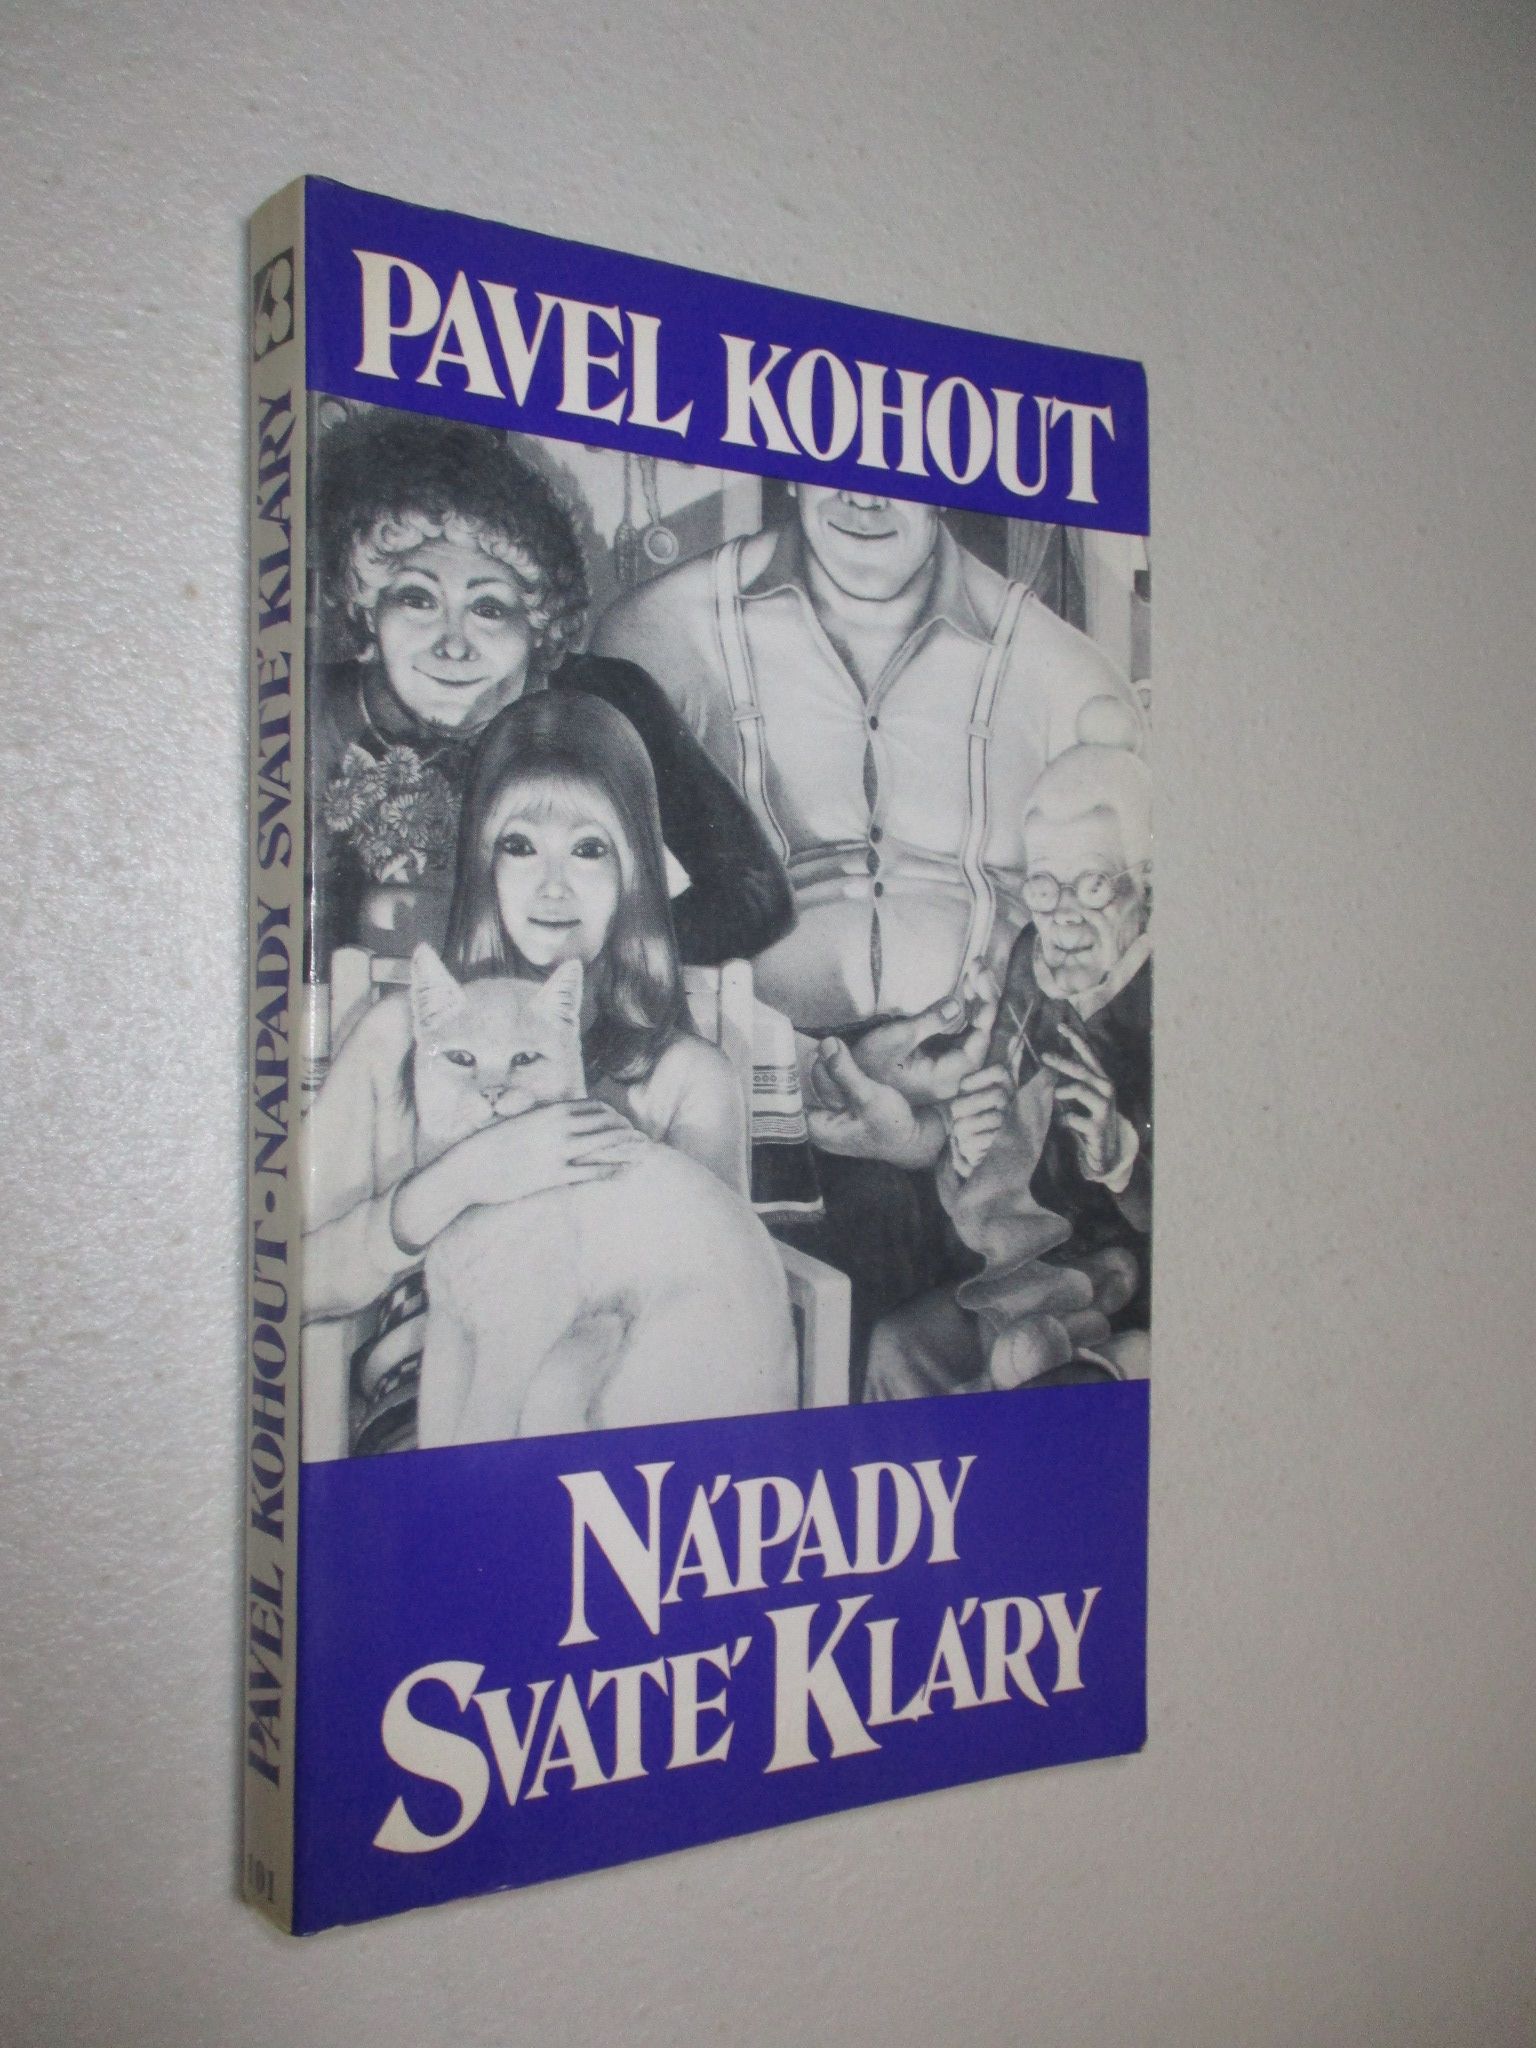 PAVEL KOHOUT
NÁPADY
SVATÉ KLÁRY
PAVEL KOHOUT · NÁPADY SVATÉ KLÁRY
101